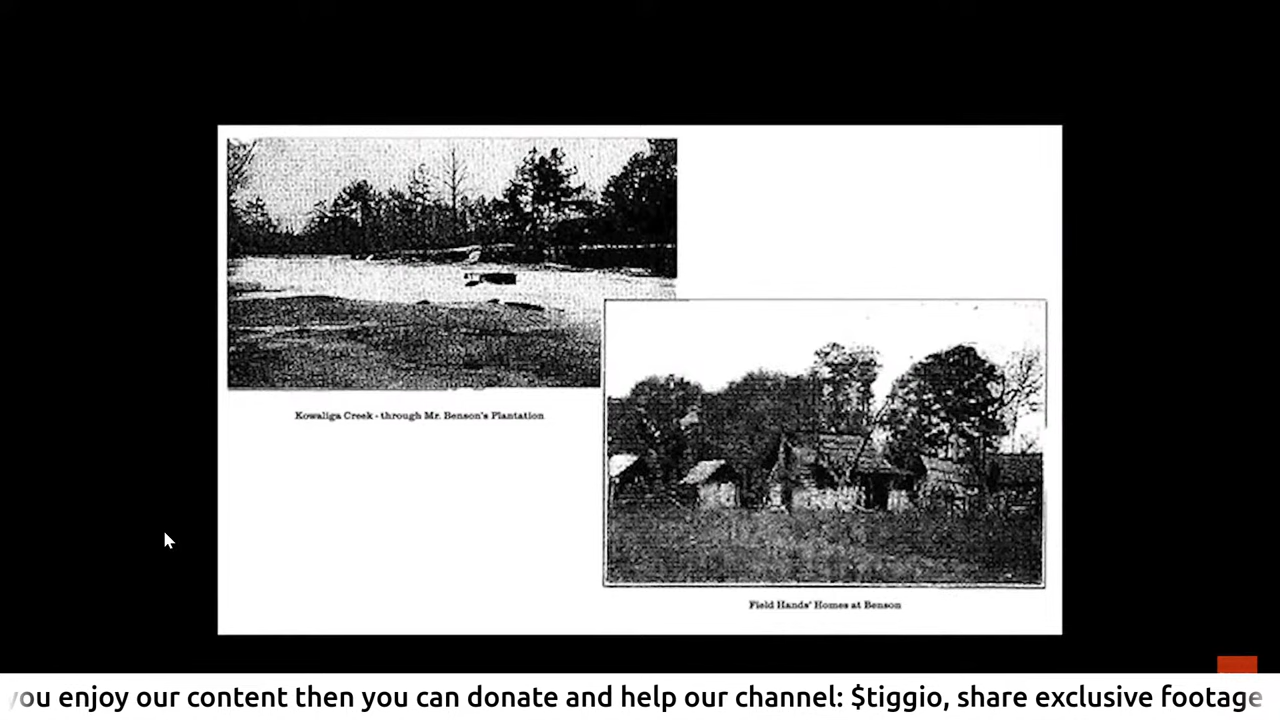 Kowaliga Creek - through Mr. Benson's Plantation
Field Hands' Homes at Benson
you enjoy our content then you can donate and help our channel: $tiggio, share exclusive footage